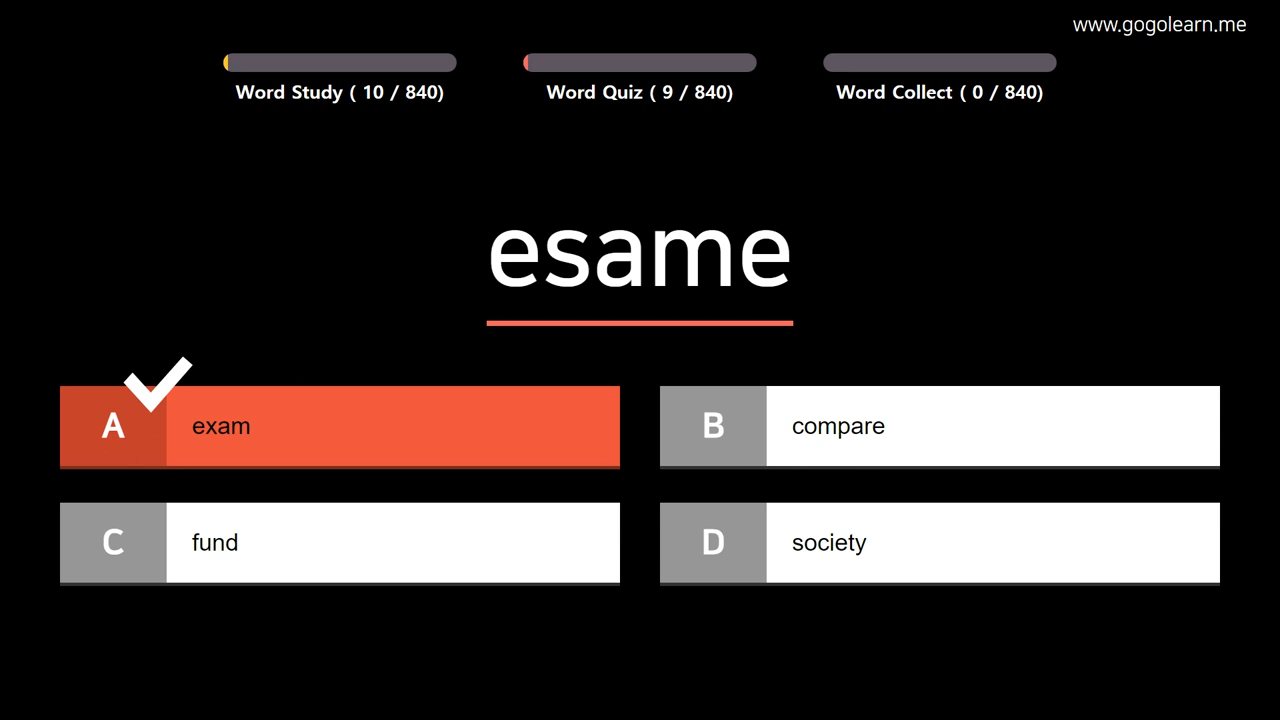 www.gogolearn.me
Word Study ( 10 / 840)
Word Quiz ( 9 / 840)
Word Collect ( 0 / 840)
esame
A exam
B compare
C fund
D society